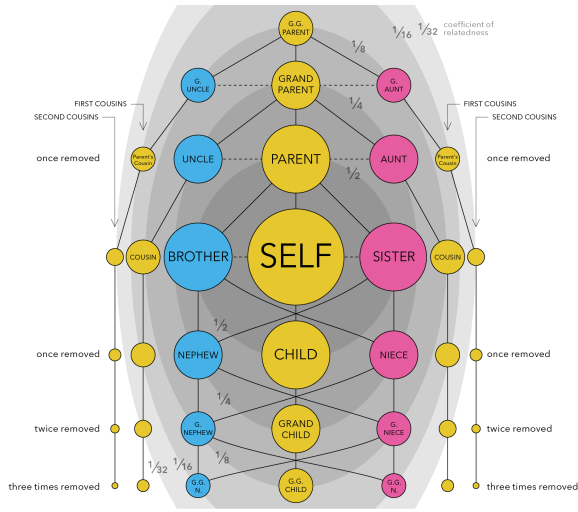 G.G.
PARENT
1/8
1/16
1/32
coefficient of
relatedness
G.
UNCLE
GRAND
PARENT
G.
AUNT
1/4
FIRST COUSINS
SECOND COUSINS
FIRST COUSINS
SECOND COUSINS
once removed
Parent's
Cousin
UNCLE
PARENT
AUNT
Parent's
Cousin
once removed
1/2
COUSIN
BROTHER
SELF
SISTER
COUSIN
1/2
once removed
NEPHEW
CHILD
NIECE
once removed
1/4
twice removed
G.
NEPHEW
GRAND
CHILD
G.
NIECE
twice removed
1/32
1/16
1/8
three times removed
G.G.
N.
G.G.
CHILD
G.G.
N.
three times removed